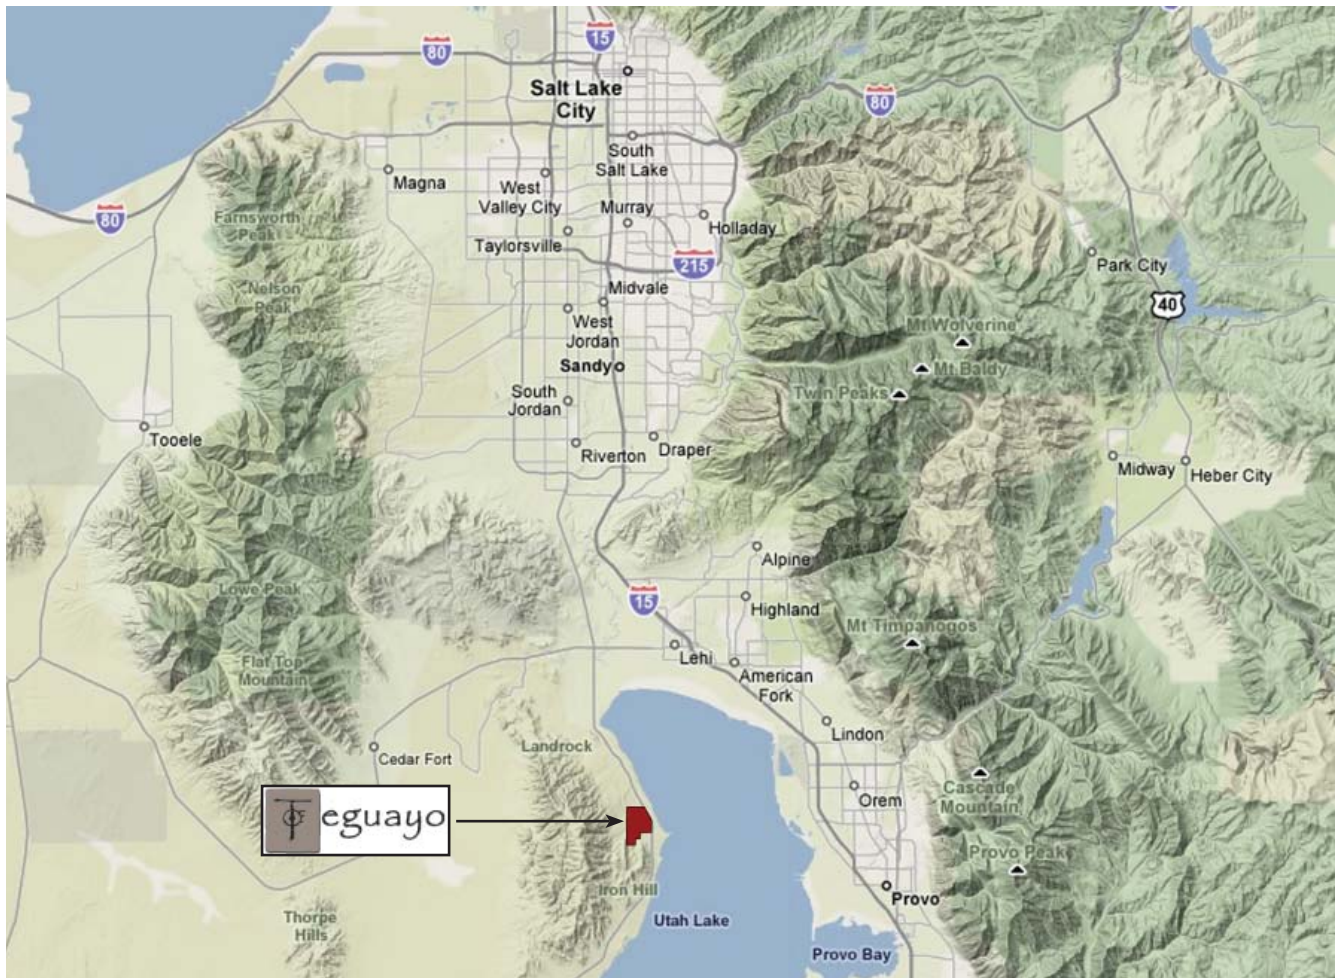 80
15
Salt Lake
City
80
South
Salt Lake
Magna
West
Valley City
Murray
80
Farnsworth
Peak
Holladay
Taylorsville
215
Park City
Nelson
Peak
Midvale
40
West
Jordan
Mt Wolverine
Sandy
Mt Baldy
Twin Peaks
South
Jordan
Tooele
Riverton
Draper
Midway
Heber City
Alpine
Lowe Peak
15
Highland
Mt Timpanogos
Lehi
Flat Top
Mountain
American
Fork
Lindon
Landrock
Cedar Fort
Orem
Cascade
Mountain
Teguayo
Provo Peak
Iron Hill
Provo
Thorpe
Hills
Utah Lake
Provo Bay